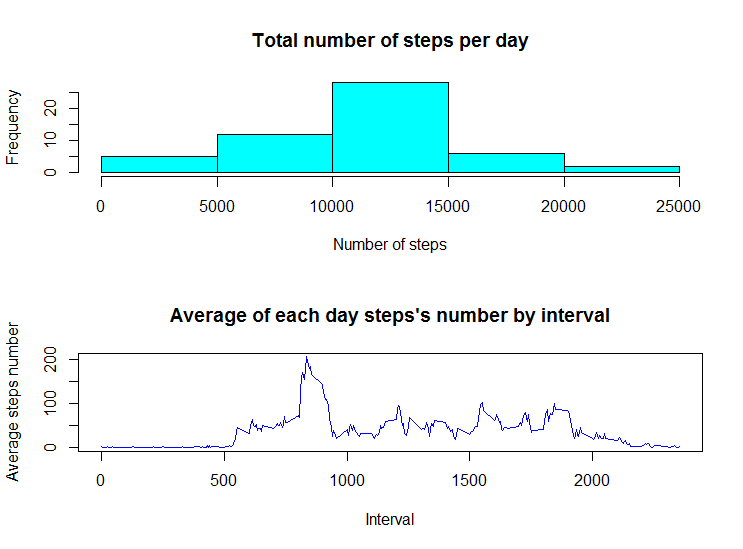 Total number of steps per day
Frequency
20
10
0
0 5000 10000 15000 20000 25000
Number of steps
Average of each day steps's number by interval
Average steps number
200
100
0
0 500 1000 1500 2000
Interval